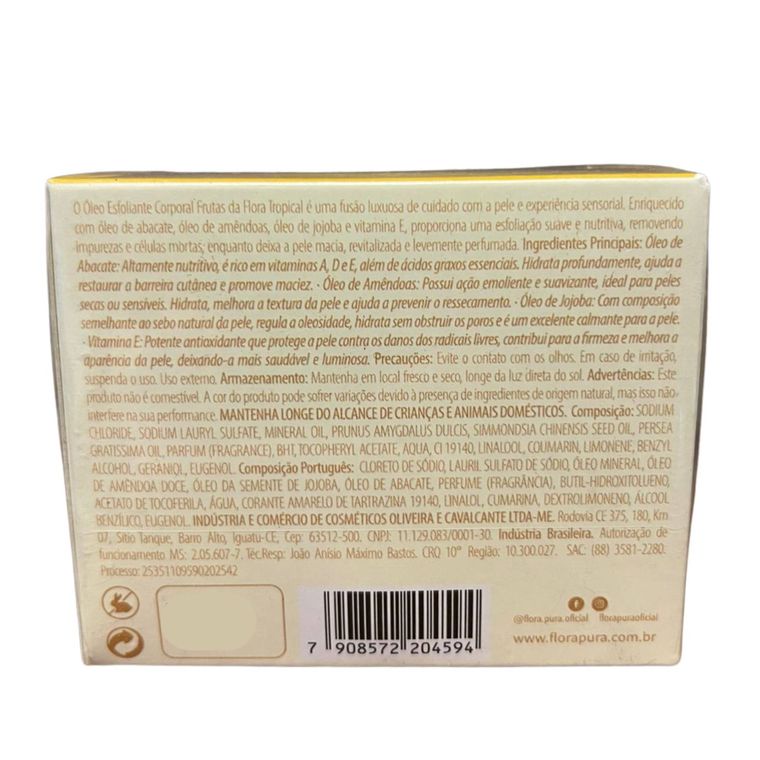 O Óleo Esfoliante Corporal Frutas da Flora Tropical é uma fusão luxuosa de cuidado com a pele e experiência sensorial. Enriquecido
com óleo de abacate, óleo de amêndoas, óleo de jojoba e vitamina E, proporciona uma esfoliação suave e nutritiva, removendo
impurezas e células mortas, enquanto deixa a pele macia, revitalizada e levemente perfumada. Ingredientes Principais: Óleo de
Abacate: Altamente nutritivo, é rico em vitaminas A, D e E, além de ácidos graxos essenciais. Hidrata profundamente, ajuda a
restaurar a barreira cutânea e promove maciez. · Óleo de Amêndoas: Possui ação emoliente e suavizante, ideal para peles
secas ou sensíveis. Hidrata, melhora a textura da pele e ajuda a prevenir o ressecamento. · Óleo de Jojoba: Com composição
semelhante ao sebo natural da pele, regula a oleosidade, hidrata sem obstruir os poros e é um excelente calmante para a pele.
· Vitamina E: Potente antioxidante que protege a pele contra os danos dos radicais livres, contribui para a firmeza e melhora a
aparência da pele, deixando-a mais saudável e luminosa. Precauções: Evite o contato com os olhos. Em caso de irritação,
suspenda o uso. Uso externo. Armazenamento: Mantenha em local fresco e seco, longe da luz direta do sol. Advertências: Este
produto não é comestível. A cor do produto pode sofrer variações devido à presença de ingredientes de origem natural, mas isso não
interfere na sua performance. MANTENHA LONGE DO ALCANCE DE CRIANÇAS E ANIMAIS DOMÉSTICOS. Composição: SODIUM
CHLORIDE, SODIUM LAURYL SULFATE, MINERAL OIL, PRUNUS AMYGDALUS DULCIS, SIMMONDSIA CHINENSIS SEED OIL, PERSEA
GRATISSIMA OIL, PARFUM (FRAGRANCE), BHT, TOCOPHERYL ACETATE, AQUA, CI 19140, LINALOOL, COUMARIN, LIMONENE, BENZYL
ALCOHOL, GERANIOL, EUGENOL. Composição Português: CLORETO DE SÓDIO, LAURIL SULFATO DE SÓDIO, ÓLEO MINERAL, ÓLEO
DE AMÊNDOA DOCE, ÓLEO DA SEMENTE DE JOJOBA, ÓLEO DE ABACATE, PERFUME (FRAGRÂNCIA), BUTIL-HIDROXITOLUENO,
ACETATO DE TOCOFERILA, ÁGUA, CORANTE AMARELO DE TARTRAZINA 19140, LINALOL, CUMARINA, DEXTROLIMONENO, ÁLCOOL
BENZÍLICO, EUGENOL. INDÚSTRIA E COMÉRCIO DE COSMÉTICOS OLIVEIRA E CAVALCANTE LTDA-ME. Rodovia CE 375, 180, Km
07, Sítio Tanque, Barro Alto, Iguatu-CE, Cep: 63512-500. CNPJ: 11.129.083/0001-30. Indústria Brasileira. Autorização de
funcionamento MS: 2.05.607-7. Téc.Resp: João Anísio Máximo Bastos. CRQ 10ª Região: 10.300.027. SAC: (88) 3581-2280.
Processo: 25351109590202542
@flora.pura.oficial florapuraoficial
www.florapura.com.br
7 908572 204594